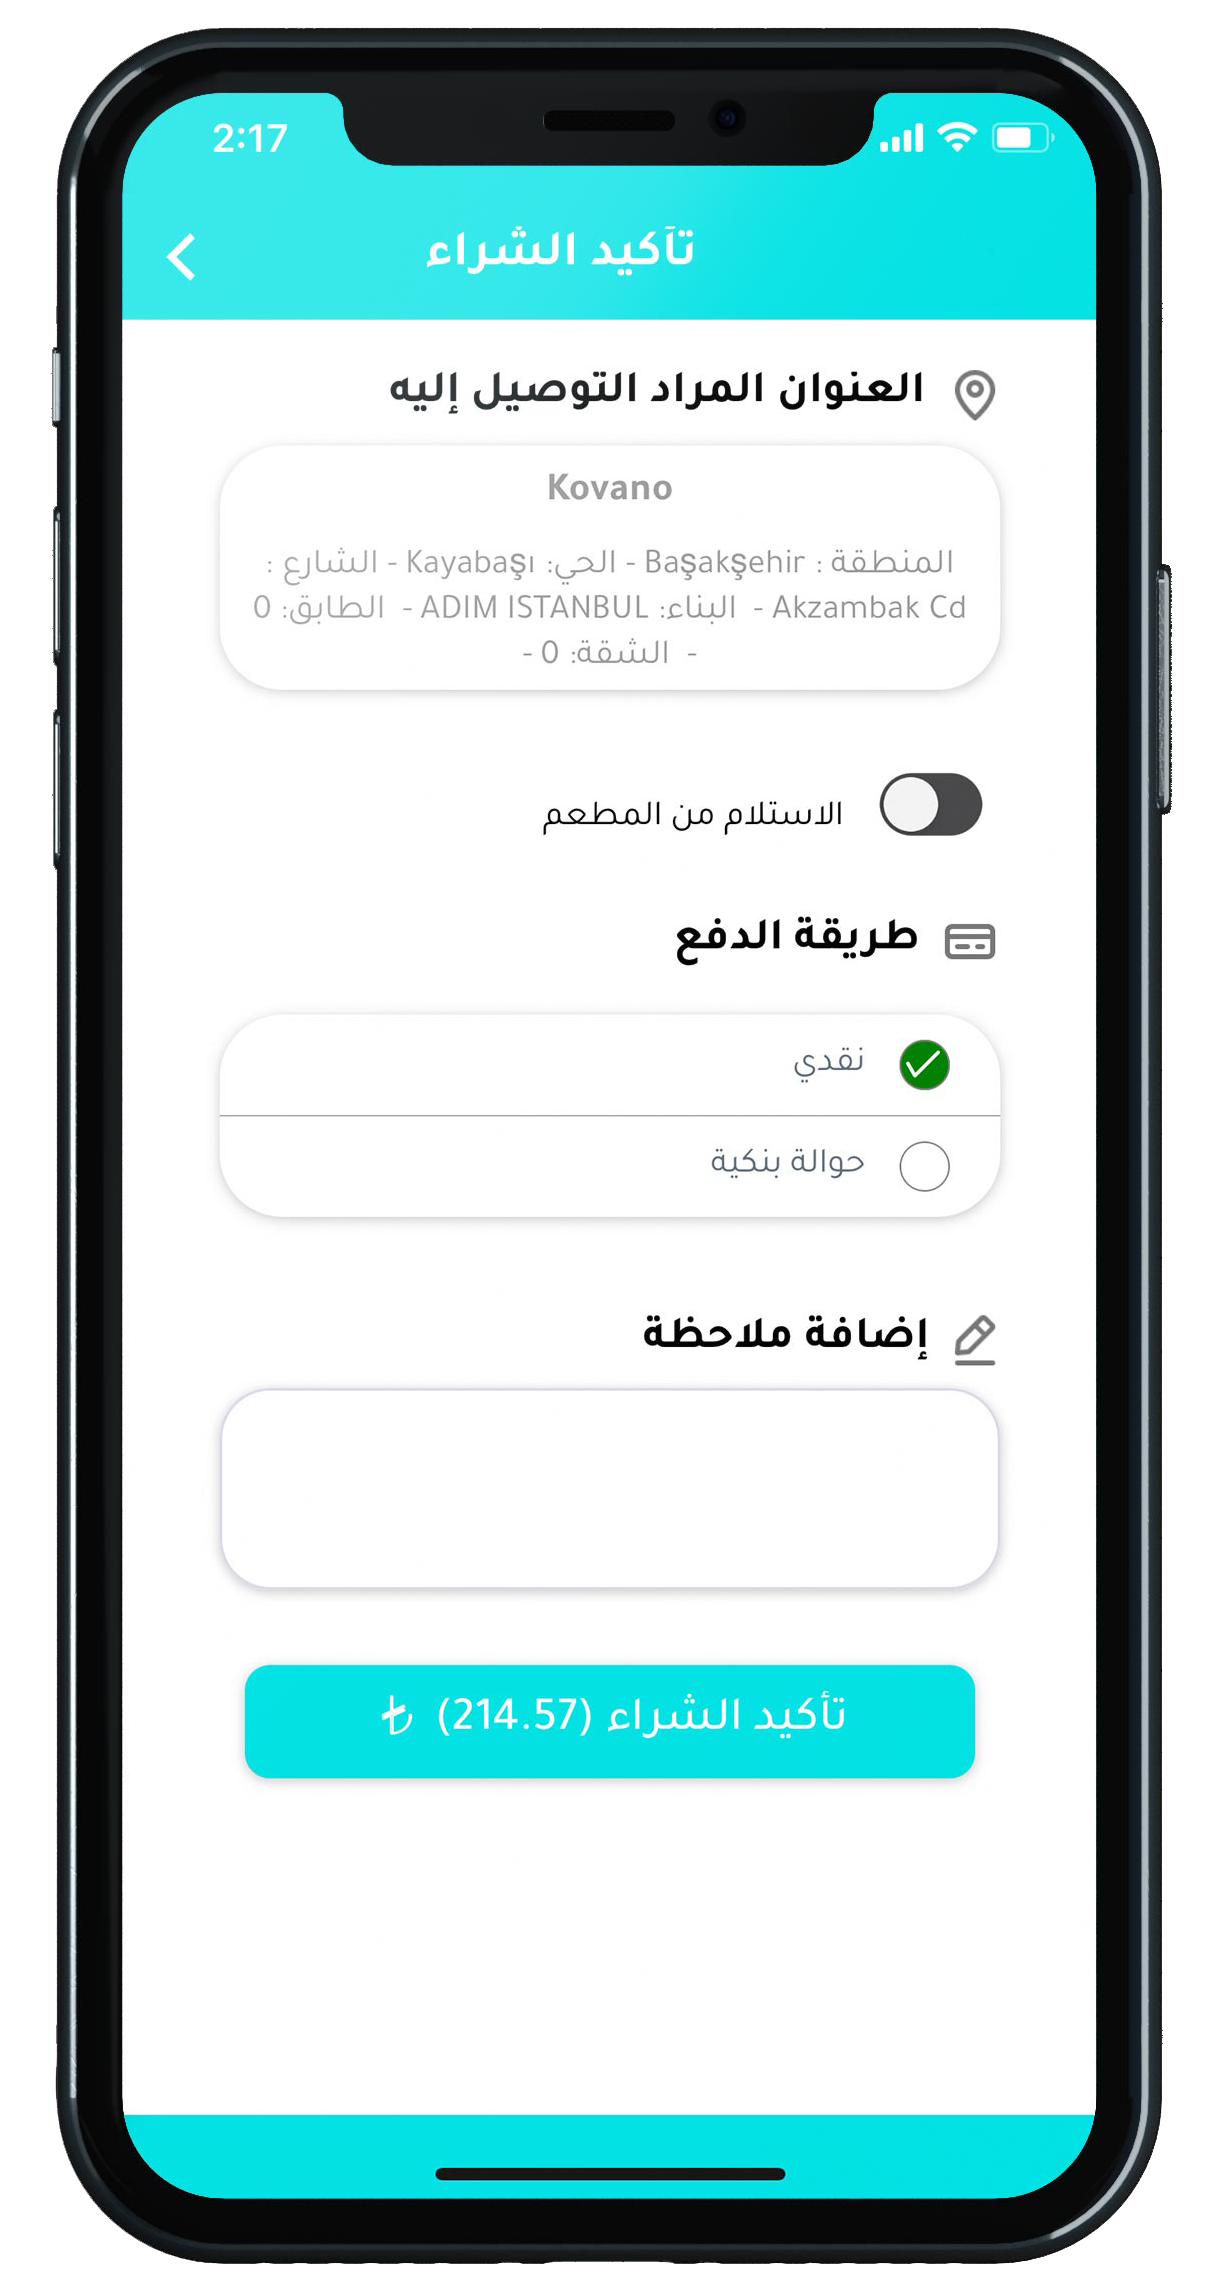 2:17
تأكيد الشراء
العنوان المراد التوصيل إليه
Kovano
المنطقة : Başakşehir - الحي: Kayabaşı - الشارع :
Akzambak Cd - البناء: ADIM ISTANBUL - الطابق: 0
- الشقة: 0 -
الاستلام من المطعم
طريقة الدفع
نقدي
حوالة بنكية
إضافة ملاحظة
تأكيد الشراء (214.57) ₺